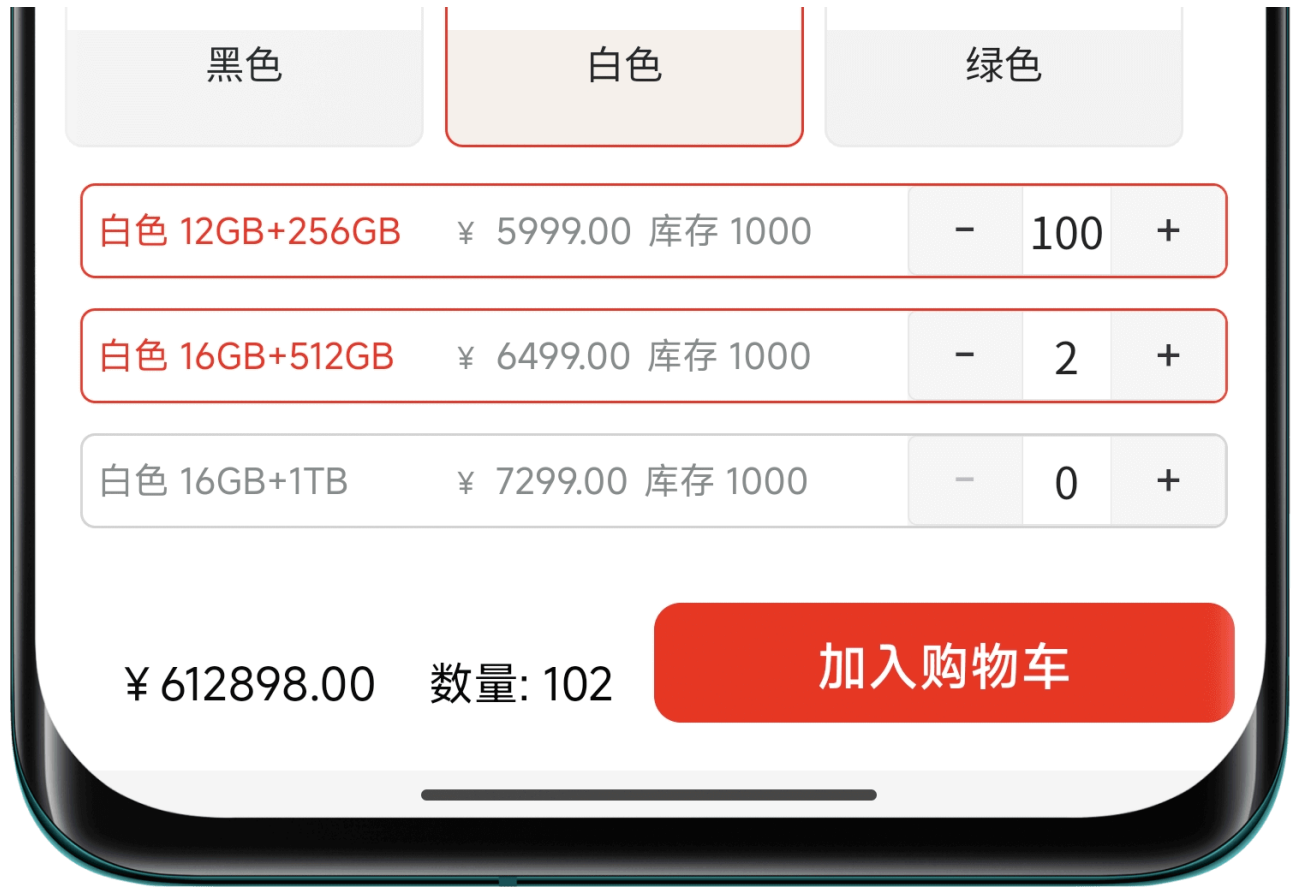 黑色 白色 绿色
白色 12GB+256GB ¥ 5999.00 库存 1000 − 100 +
白色 16GB+512GB ¥ 6499.00 库存 1000 − 2 +
白色 16GB+1TB ¥ 7299.00 库存 1000 − 0 +
¥ 612898.00 数量: 102 加入购物车